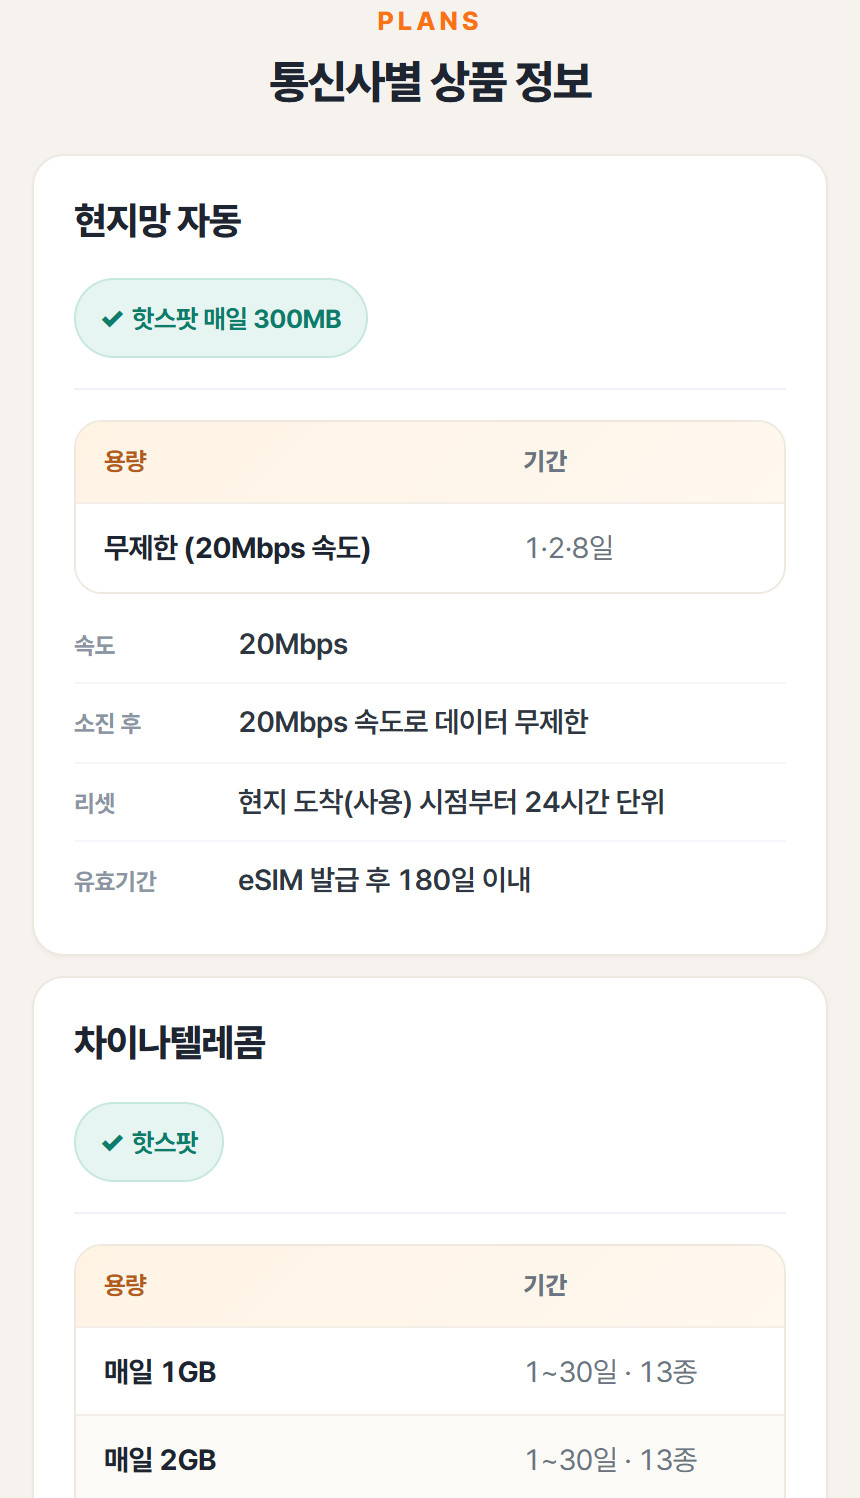 PLANS
통신사별 상품 정보
현지망 자동
✔ 핫스팟 매일 300MB
용량 기간
무제한 (20Mbps 속도) 1·2·8일
속도 20Mbps
소진 후 20Mbps 속도로 데이터 무제한
리셋 현지 도착(사용) 시점부터 24시간 단위
유효기간 eSIM 발급 후 180일 이내
차이나텔레콤
✔ 핫스팟
용량 기간
매일 1GB 1~30일 · 13종
매일 2GB 1~30일 · 13종